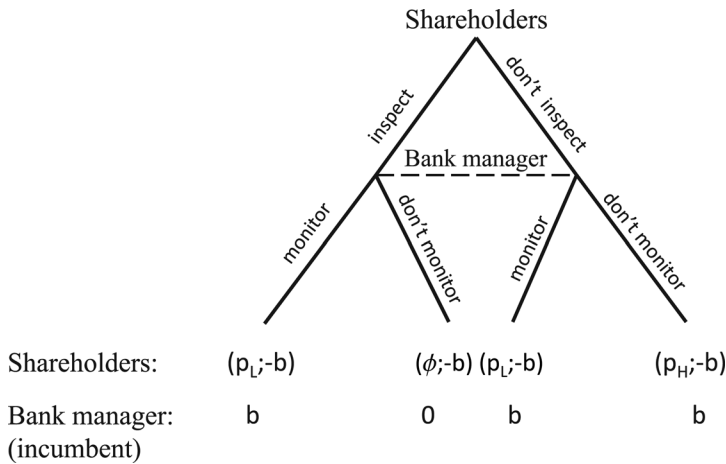 Shareholders
inspect
don't inspect
Bank manager
monitor
don't monitor
monitor
don't monitor
Shareholders: (p_L;-b) (ϕ;-b) (p_L;-b) (p_H;-b)
Bank manager: b 0 b b
(incumbent)